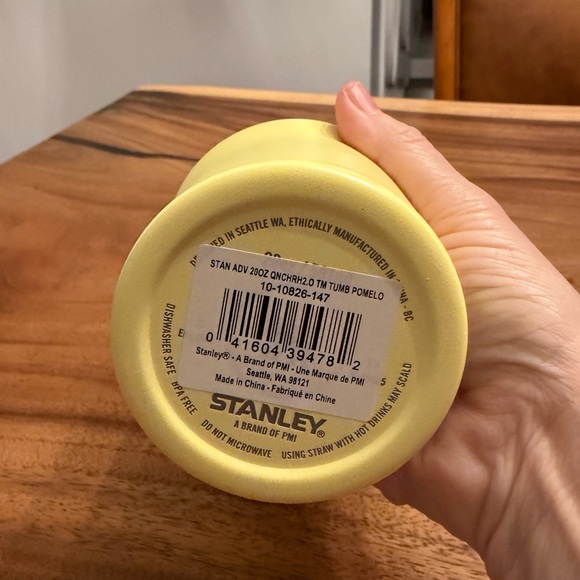 IN SEATTLE WA, ETHICALLY MANUFACTURED IN
- BC
STAN ADV 20OZ QNCHRH2.O TM TUMB POMELO
10-10826-147
0 41604 39478 2
Stanley® - A Brand of PMI - Une Marque de PMI
Seattle, WA 98121
Made in China - Fabriqué en Chine
STANLEY®
A BRAND OF PMI
DISHWASHER SAFE
BPA FREE
DO NOT MICROWAVE
USING STRAW WITH HOT DRINKS MAY SCALD